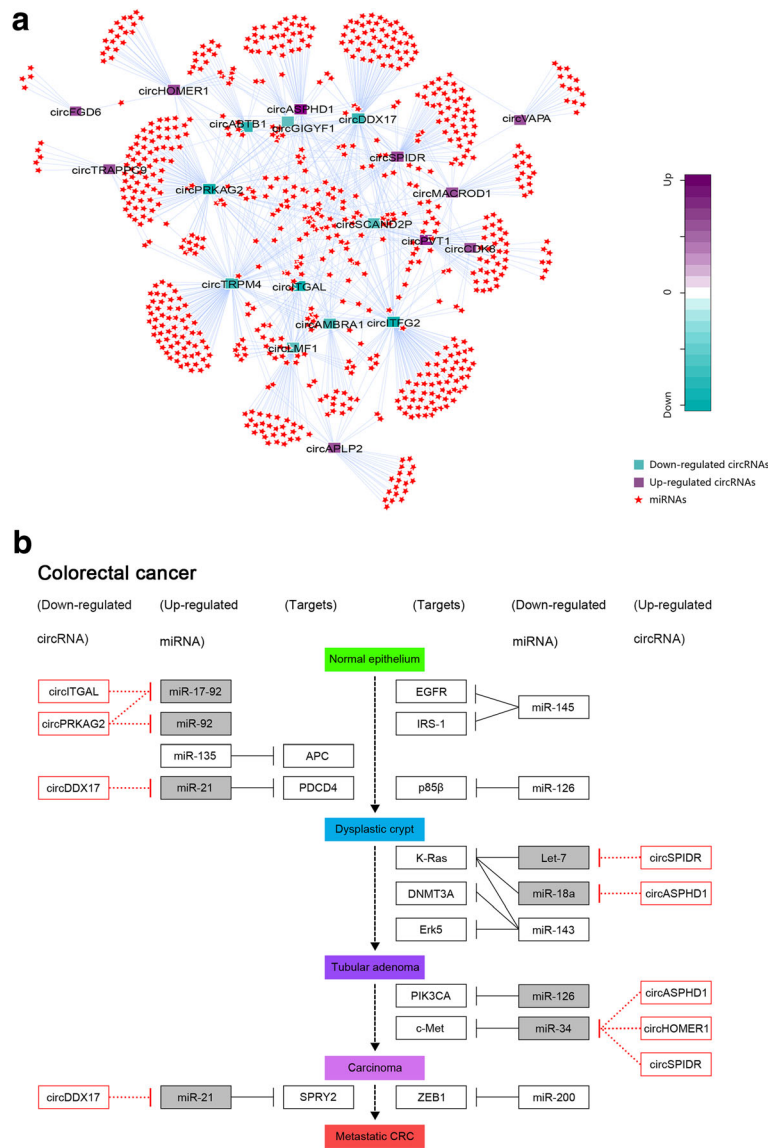 a
circHOMER1
circFGD6
circASPHD1
circDDX17
circABTB1
circGIGYF1
circVAPA
circSPIDR
circTRAPPC9
circPRKAG2
circMACROD1
circSCAND2P
circPVT1
circCDK8
circTRPM4
circITGAL
circAMBRA1
circITFG2
circLMF1
circAPLP2
Up
0
Down
Down-regulated circRNAs
Up-regulated circRNAs
miRNAs
b
Colorectal cancer
(Down-regulated (Up-regulated (Targets) (Targets) (Down-regulated (Up-regulated
circRNA) miRNA) miRNA) circRNA)
Normal epithelium
circITGAL miR-17-92 EGFR
miR-145
circPRKAG2 miR-92 IRS-1
miR-135 APC
circDDX17 miR-21 PDCD4 p85β miR-126
Dysplastic crypt
K-Ras Let-7 circSPIDR
DNMT3A miR-18a circASPHD1
Erk5 miR-143
Tubular adenoma
PIK3CA miR-126 circASPHD1
c-Met miR-34 circHOMER1
circSPIDR
Carcinoma
circDDX17 miR-21 SPRY2 ZEB1 miR-200
Metastatic CRC